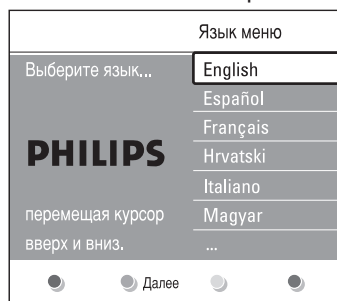 Язык меню
Выберите язык...
PHILIPS
перемещая курсор
вверх и вниз.
English
Español
Français
Hrvatski
Italiano
Magyar
...
Далее